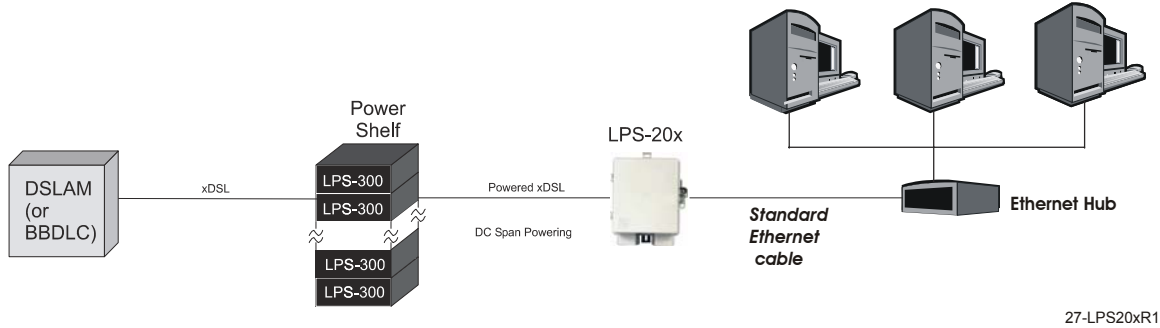 Power
Shelf
LPS-20x
DSLAM
(or
BBDLC)
xDSL
LPS-300
LPS-300
LPS-300
LPS-300
Powered xDSL
DC Span Powering
Standard
Ethernet
cable
Ethernet Hub
27-LPS20xR1